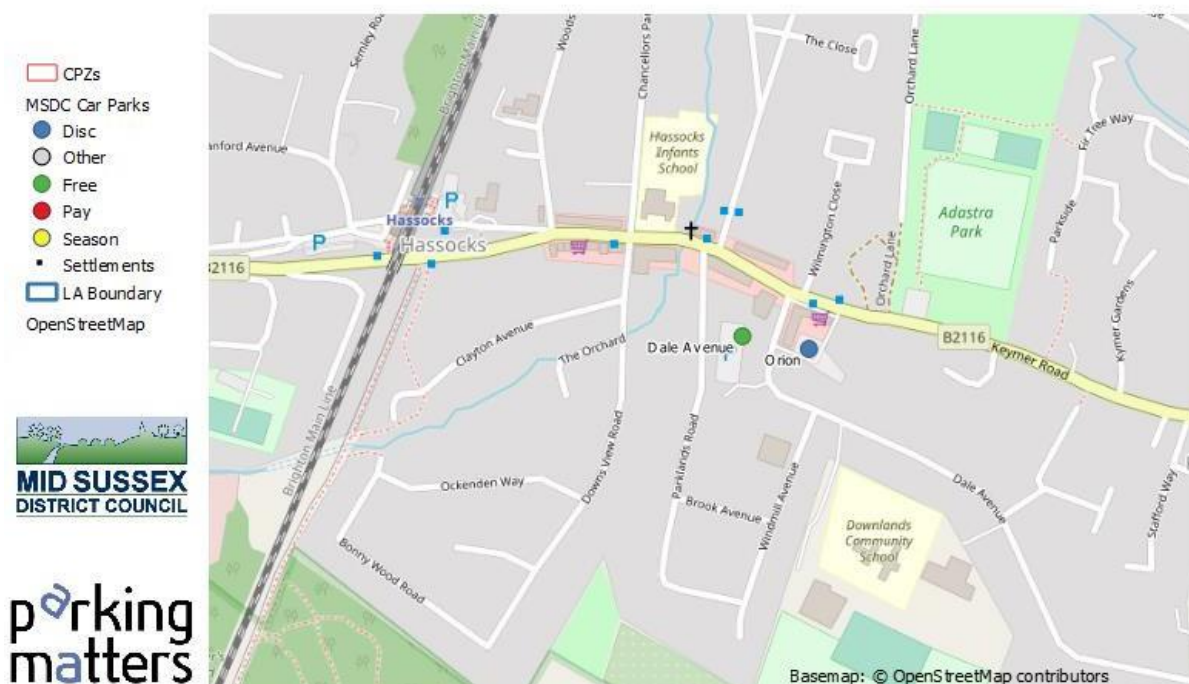 CPZs
MSDC Car Parks
Disc
Other
Free
Pay
Season
Settlements
LA Boundary
OpenStreetMap
MID SUSSEX
DISTRICT COUNCIL
parking
matters
Semley Road
Brighton Main Line
Woods
Chancellors Par
The Close
Orchard Lane
Fir Tree Way
anford Avenue
Hassocks
Infants
School
P
Hassocks
Hassocks
P
Wilmington Close
Orchard Lane
Adastra
Park
Parkside
Kymer Gardens
B2116
B2116
Keymer Road
Clayton Avenue
The Orchard
Dale Avenue
Orion
Brighton Main Line
Downs View Road
Parklands Road
Ockenden Way
Brook Avenue
Windmill Avenue
Dale Avenue
Stafford Way
Bonny Wood Road
Downlands
Community
School
Basemap: © OpenStreetMap contributors